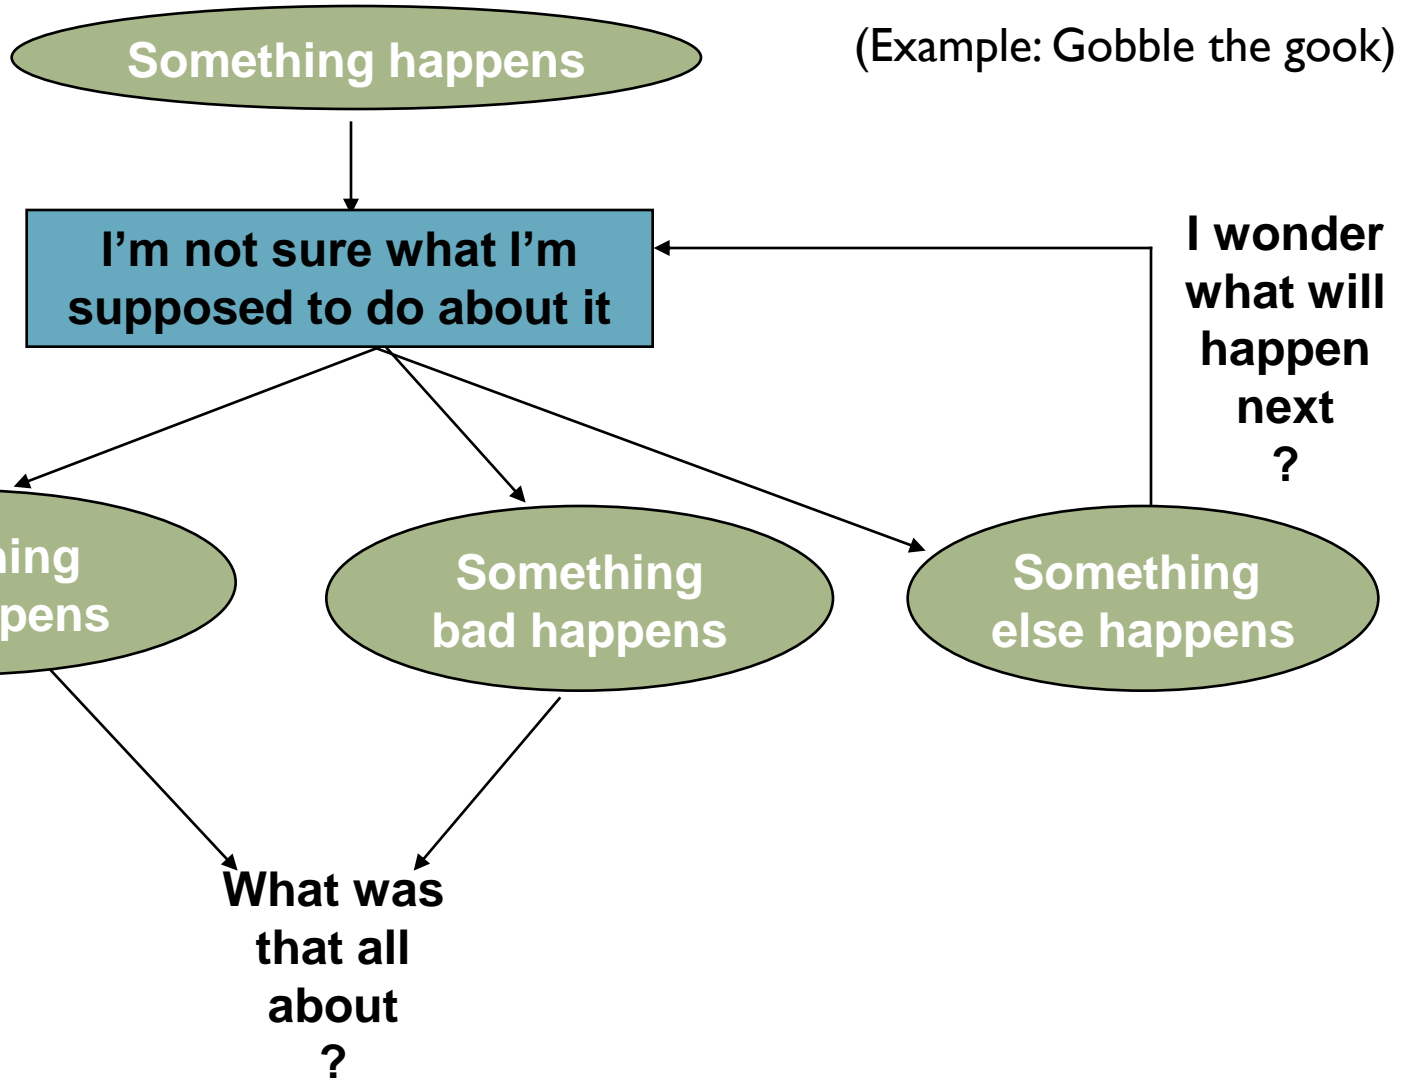 Something happens
(Example: Gobble the gook)
I'm not sure what I'm
supposed to do about it
I wonder
what will
happen
next
?
Something
bad happens
Something
else happens
What was
that all
about
?